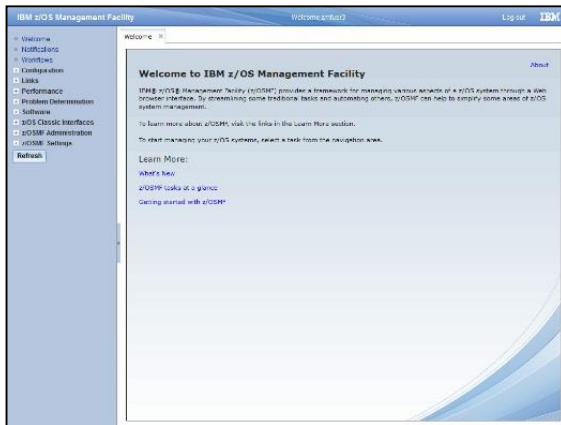 IBM z/OS Management Facility
Welcome zmfusr3
Log out
IBM
Welcome
Notifications
Workflows
Configuration
Links
Performance
Problem Determination
Software
z/OS Classic Interfaces
z/OSMF Administration
z/OSMF Settings
Refresh
Welcome
About
Welcome to IBM z/OS Management Facility
IBM® z/OS® Management Facility (z/OSMF) provides a framework for managing various aspects of a z/OS system through a Web
browser interface. By streamlining some traditional tasks and automating others, z/OSMF can help to simplify some areas of z/OS
system management.
To learn more about z/OSMF, visit the links in the Learn More section.
To start managing your z/OS systems, select a task from the navigation area.
Learn More:
What's New
z/OSMF tasks at a glance
Getting started with z/OSMF